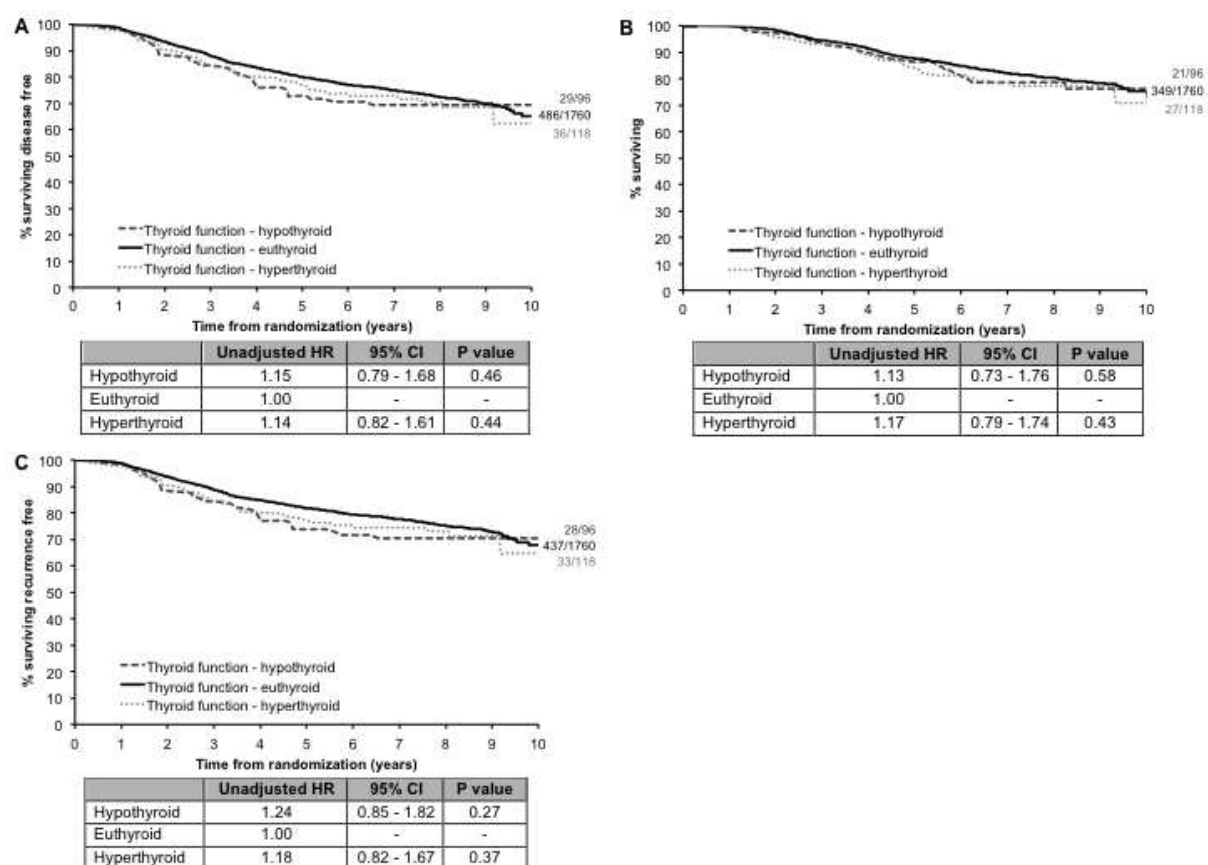 A
100
90
80
70
60
50
40
30
20
10
0
% surviving disease free
29/96
486/1760
36/118
Thyroid function - hypothyroid
Thyroid function - euthyroid
Thyroid function - hyperthyroid
0 1 2 3 4 5 6 7 8 9 10
Time from randomization (years)
Unadjusted HR 95% CI P value
Hypothyroid 1.15 0.79 - 1.68 0.46
Euthyroid 1.00 - -
Hyperthyroid 1.14 0.82 - 1.61 0.44
B
100
90
80
70
60
50
40
30
20
10
0
% surviving
21/96
349/1760
27/118
Thyroid function - hypothyroid
Thyroid function - euthyroid
Thyroid function - hyperthyroid
0 1 2 3 4 5 6 7 8 9 10
Time from randomization (years)
Unadjusted HR 95% CI P value
Hypothyroid 1.13 0.73 - 1.76 0.58
Euthyroid 1.00 - -
Hyperthyroid 1.17 0.79 - 1.74 0.43
C
100
90
80
70
60
50
40
30
20
10
0
% surviving recurrence free
28/96
437/1760
33/118
Thyroid function - hypothyroid
Thyroid function - euthyroid
Thyroid function - hyperthyroid
0 1 2 3 4 5 6 7 8 9 10
Time from randomization (years)
Unadjusted HR 95% CI P value
Hypothyroid 1.24 0.85 - 1.82 0.27
Euthyroid 1.00 - -
Hyperthyroid 1.18 0.82 - 1.67 0.37